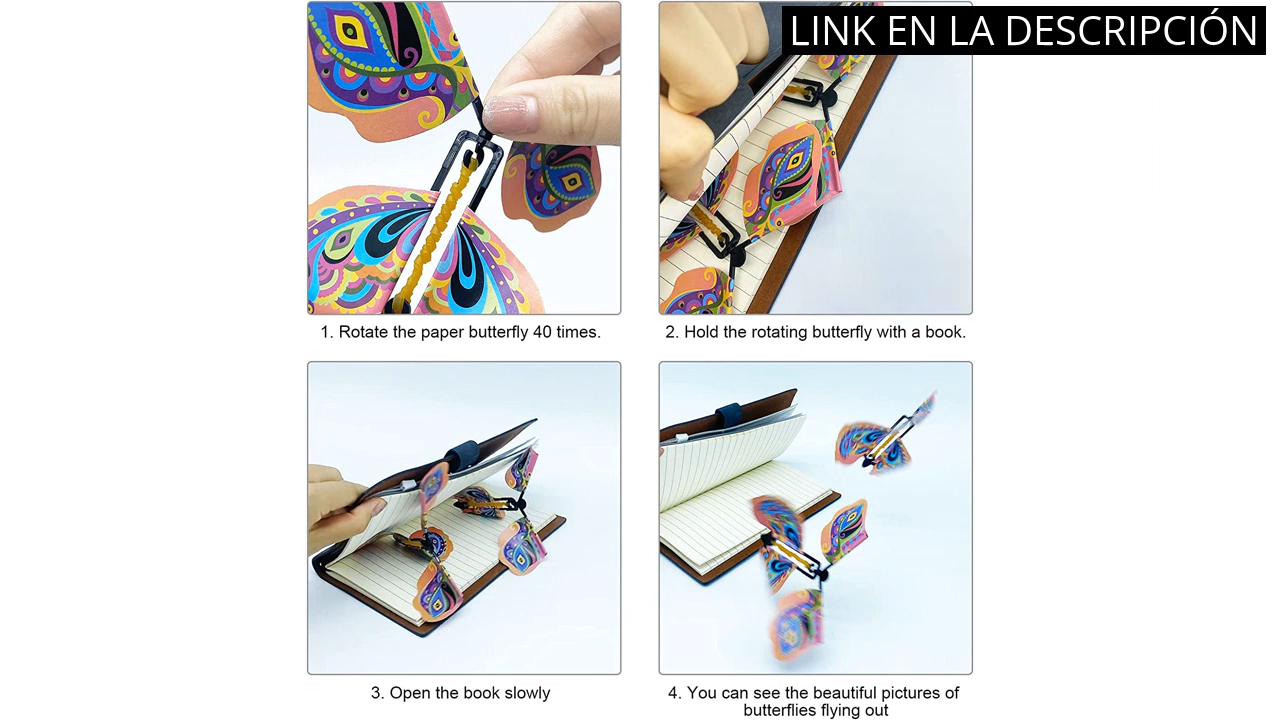 LINK EN LA DESCRIPCIÓN
1. Rotate the paper butterfly 40 times.
2. Hold the rotating butterfly with a book.
3. Open the book slowly
4. You can see the beautiful pictures of
butterflies flying out